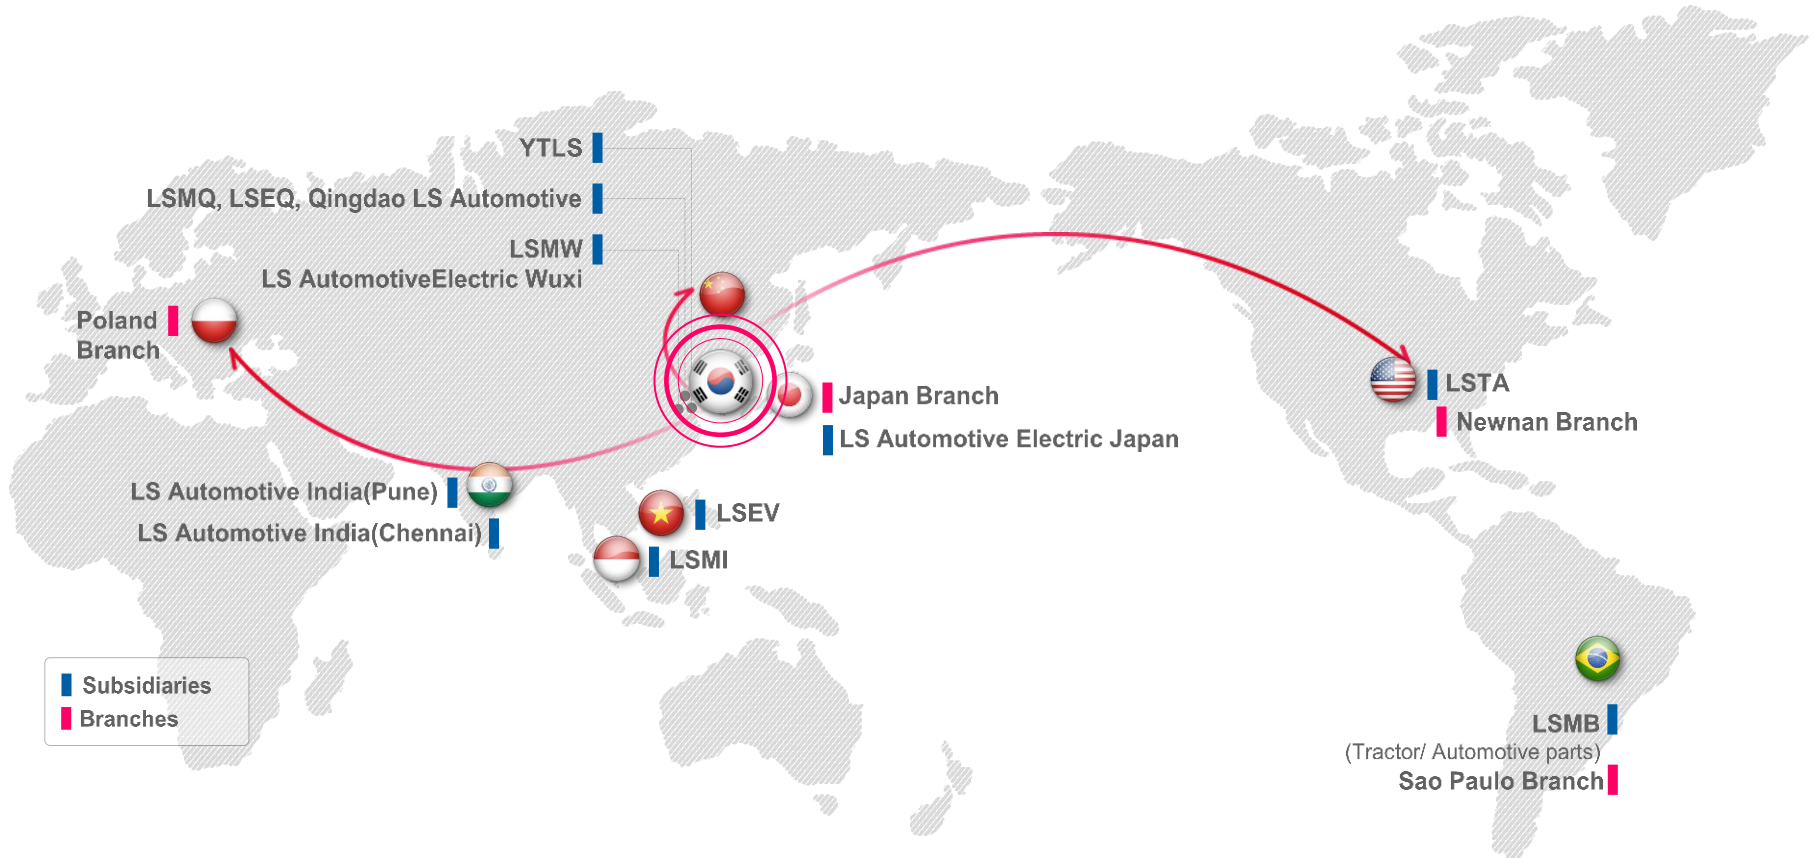 YTLS
LSMQ, LSEQ, Qingdao LS Automotive
LSMW
LS AutomotiveElectric Wuxi
Poland
Branch
Japan Branch
LS Automotive Electric Japan
LSTA
Newnan Branch
LS Automotive India(Pune)
LS Automotive India(Chennai)
LSEV
LSMI
LSMB
(Tractor/ Automotive parts)
Sao Paulo Branch
Subsidiaries
Branches